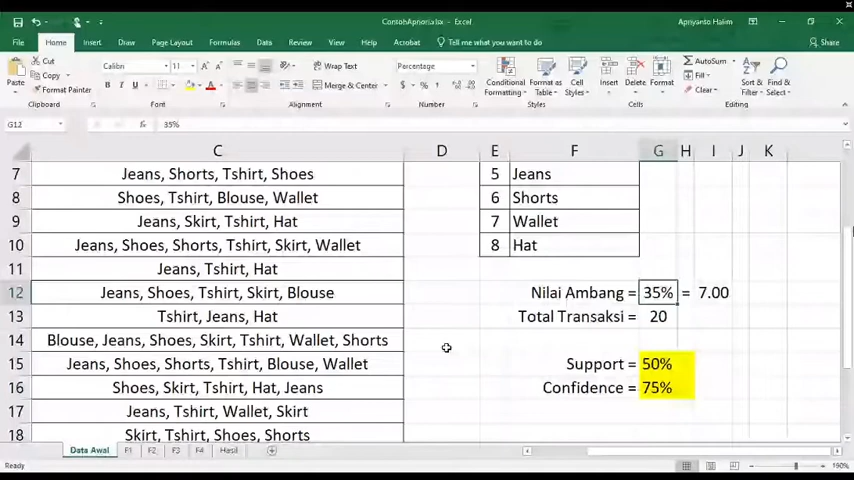 ContohApriori.xlsx - Excel
Apriyanto Halim
File Home Insert Draw Page Layout Formulas Data Review View Help Acrobat Tell me what you want to do Share
Cut
Copy
Format Painter
Paste
Clipboard
Calibri 11
B I U
Font
Wrap Text
Merge & Center
Alignment
Percentage
$ % ,
Number
Conditional Formatting
Format as Table
Cell Styles
Styles
Insert Delete Format
Cells
AutoSum
Fill
Clear
Sort & Filter
Find & Select
Editing
G12 35%
C D E F G H I J K
7 Jeans, Shorts, Tshirt, Shoes 5 Jeans
8 Shoes, Tshirt, Blouse, Wallet 6 Shorts
9 Jeans, Skirt, Tshirt, Hat 7 Wallet
10 Jeans, Shoes, Shorts, Tshirt, Skirt, Wallet 8 Hat
11 Jeans, Tshirt, Hat
12 Jeans, Shoes, Tshirt, Skirt, Blouse Nilai Ambang = 35% = 7.00
13 Tshirt, Jeans, Hat Total Transaksi = 20
14 Blouse, Jeans, Shoes, Skirt, Tshirt, Wallet, Shorts
15 Jeans, Shoes, Shorts, Tshirt, Blouse, Wallet Support = 50%
16 Shoes, Skirt, Tshirt, Hat, Jeans Confidence = 75%
17 Jeans, Tshirt, Wallet, Skirt
18 Skirt, Tshirt, Shoes, Shorts
Data Awal F1 F2 F3 F4 Hasil
Ready 190%